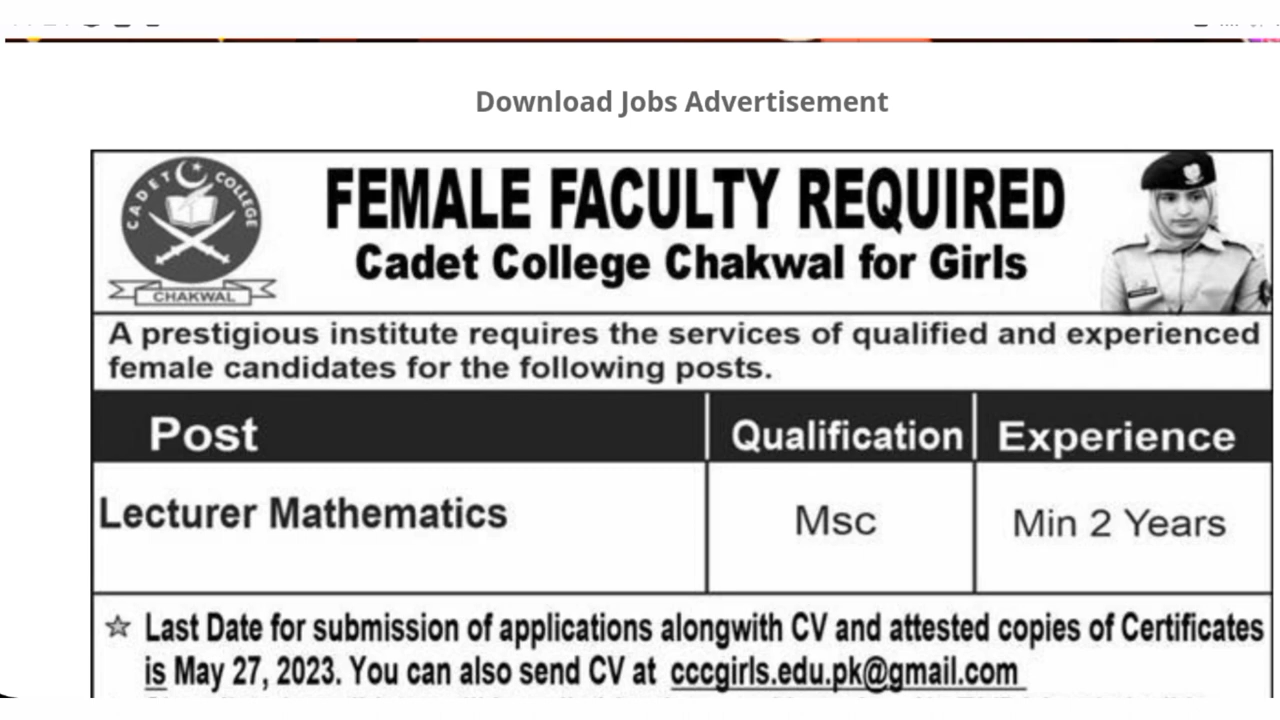 Download Jobs Advertisement
CADET COLLEGE
CHAKWAL
FEMALE FACULTY REQUIRED
Cadet College Chakwal for Girls
A prestigious institute requires the services of qualified and experienced
female candidates for the following posts.
Post Qualification Experience
Lecturer Mathematics Msc Min 2 Years
☆ Last Date for submission of applications alongwith CV and attested copies of Certificates
is May 27, 2023. You can also send CV at cccgirls.edu.pk@gmail.com